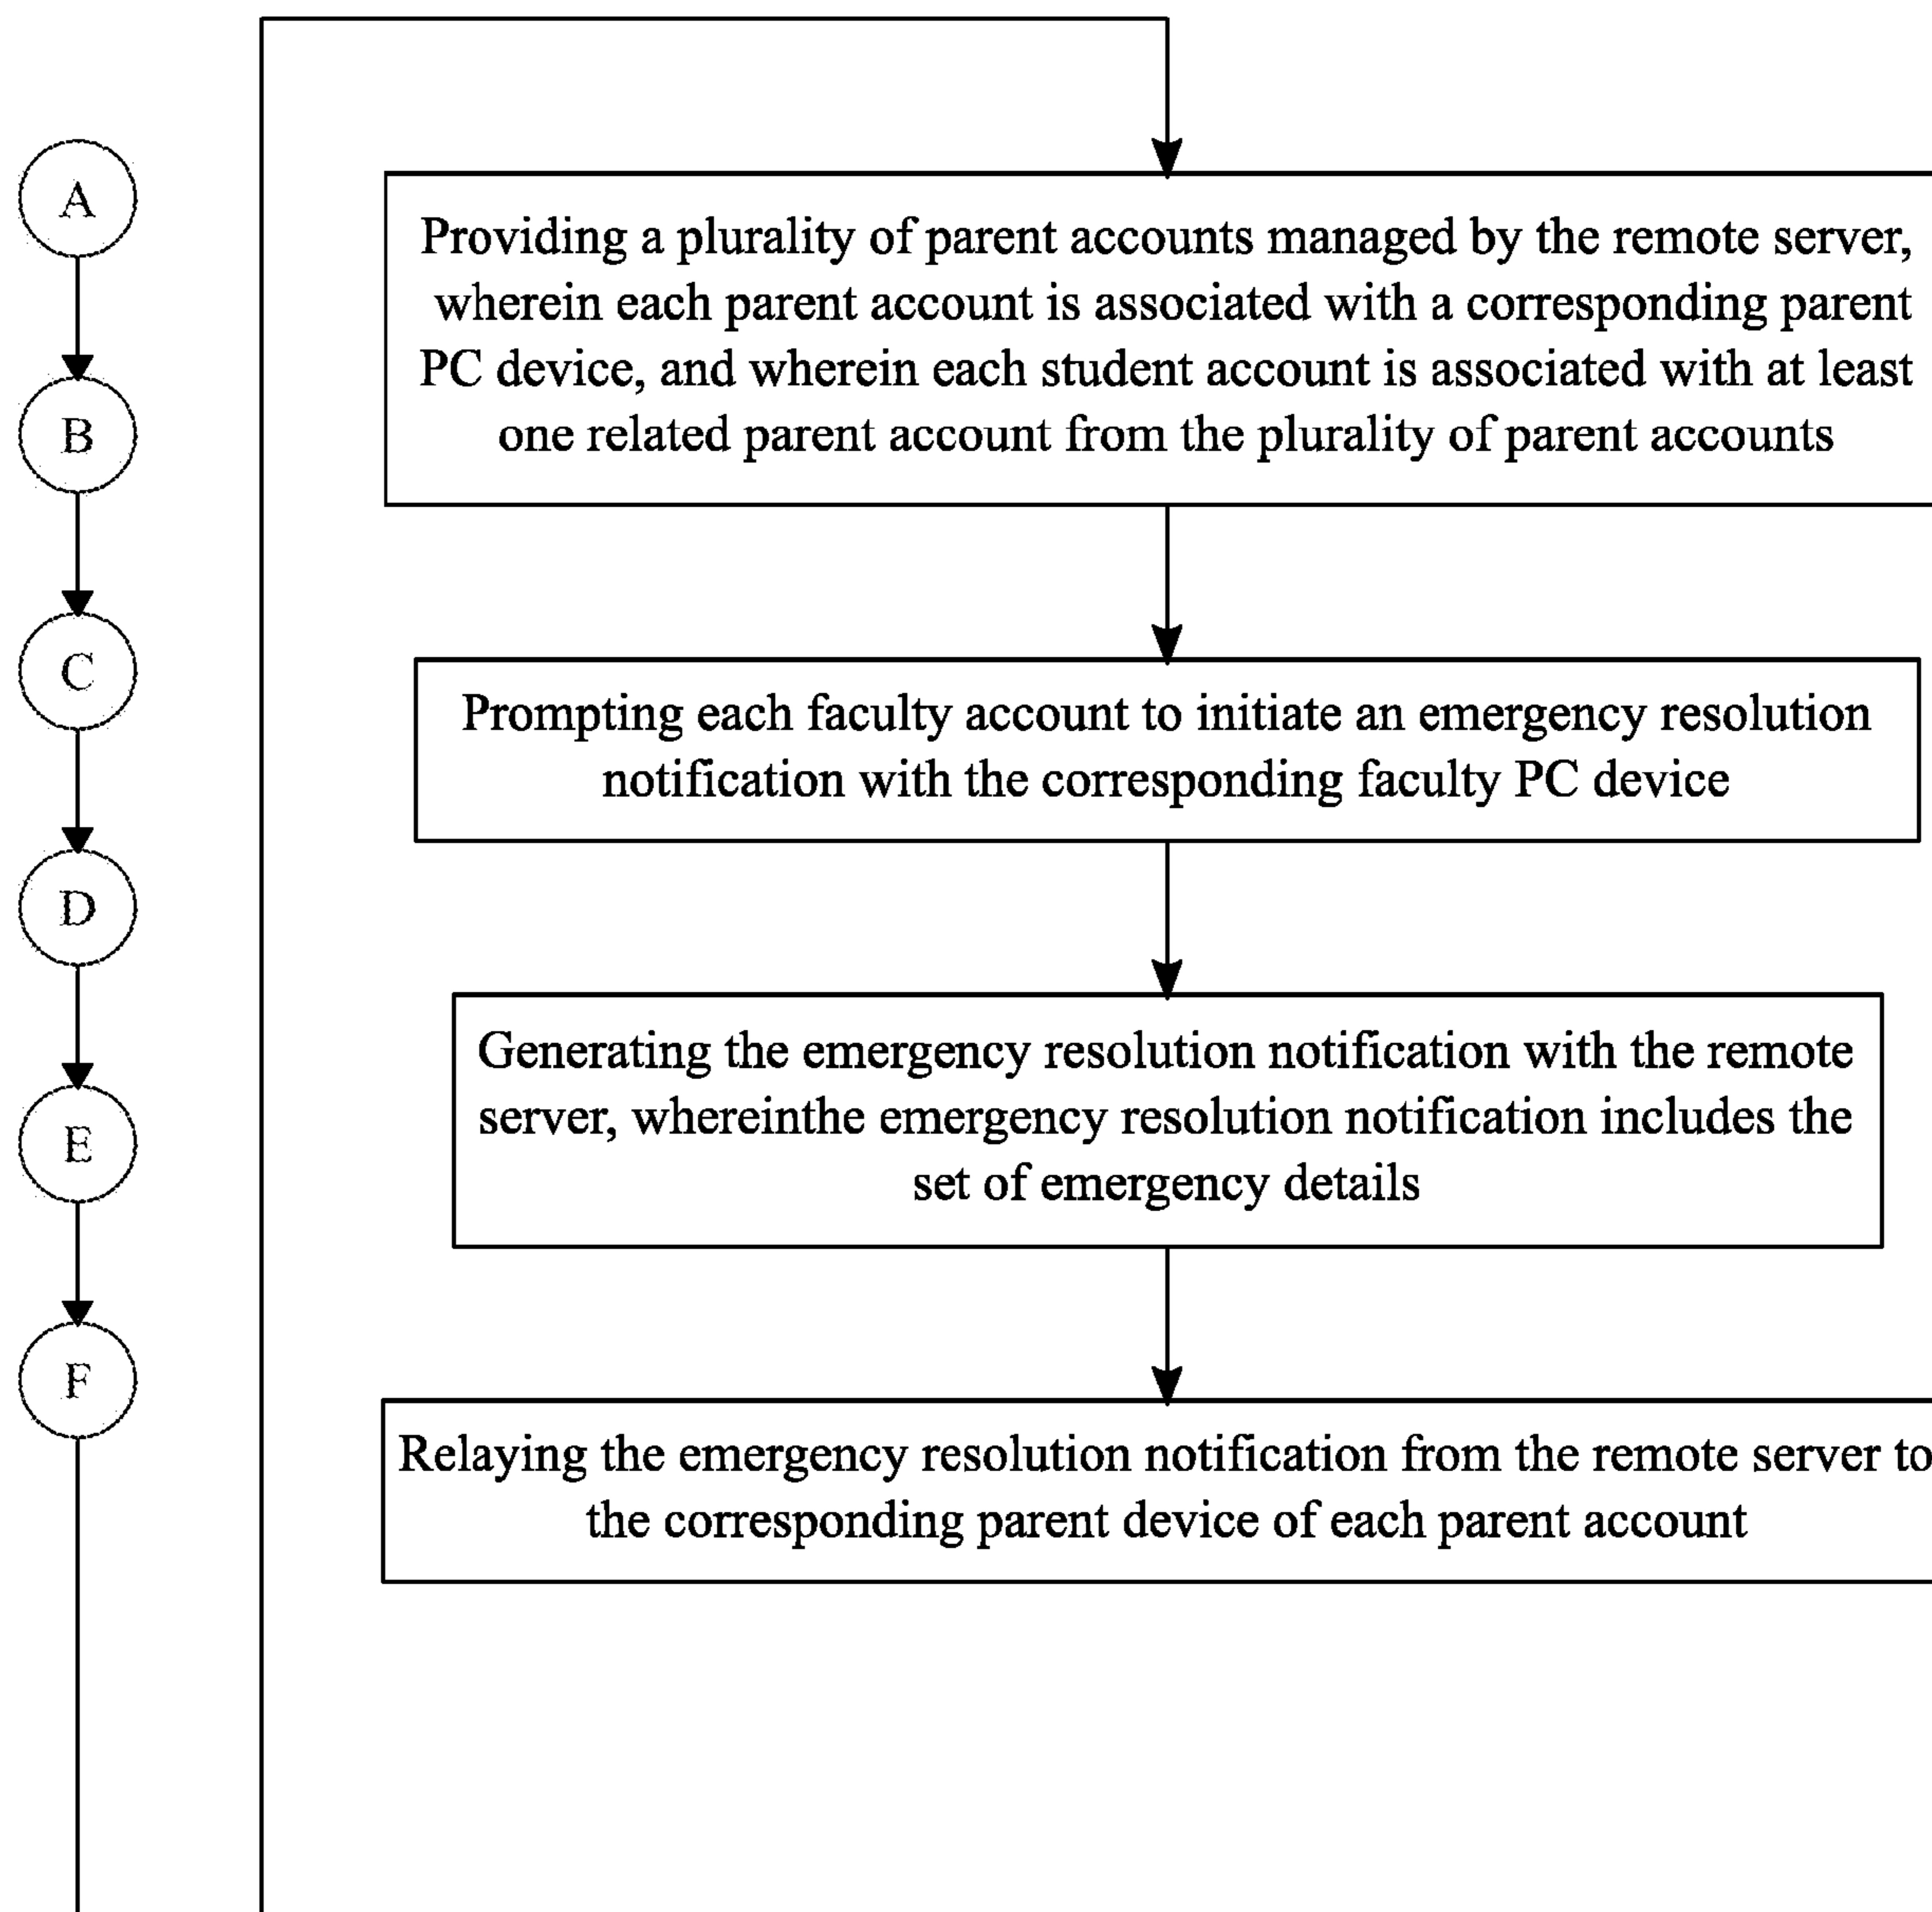 A
B
C
D
E
F
Providing a plurality of parent accounts managed by the remote server,
wherein each parent account is associated with a corresponding parent
PC device, and wherein each student account is associated with at least
one related parent account from the plurality of parent accounts
Prompting each faculty account to initiate an emergency resolution
notification with the corresponding faculty PC device
Generating the emergency resolution notification with the remote
server, whereinthe emergency resolution notification includes the
set of emergency details
Relaying the emergency resolution notification from the remote server to
the corresponding parent device of each parent account